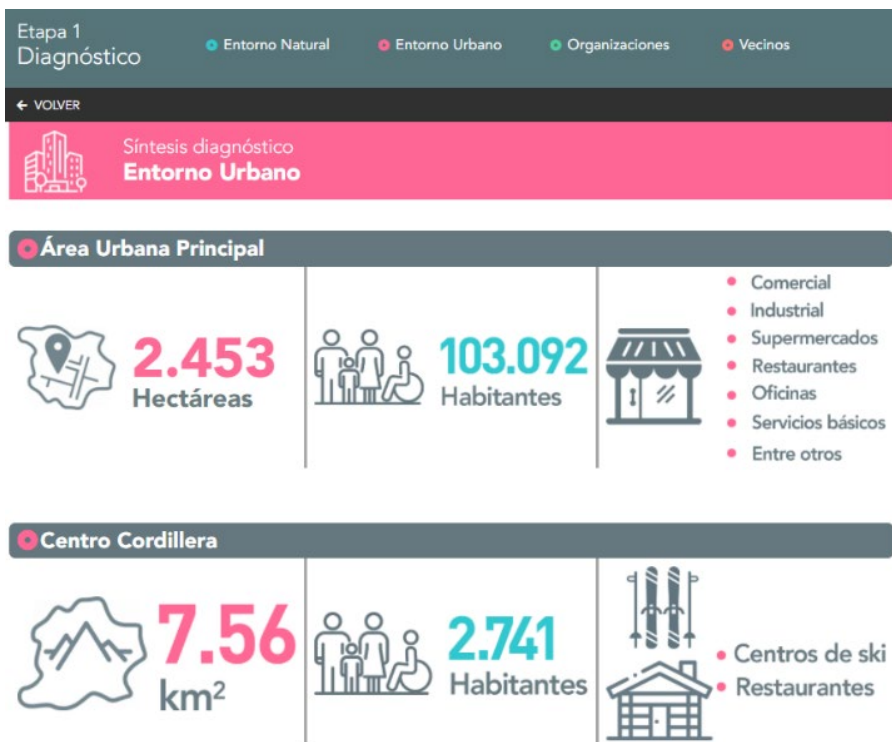 Etapa 1
Diagnóstico
Entorno Natural
Entorno Urbano
Organizaciones
Vecinos
← VOLVER
Síntesis diagnóstico
Entorno Urbano
Área Urbana Principal
2.453
Hectáreas
103.092
Habitantes
Comercial
Industrial
Supermercados
Restaurantes
Oficinas
Servicios básicos
Entre otros
Centro Cordillera
7.56
km²
2.741
Habitantes
Centros de ski
Restaurantes